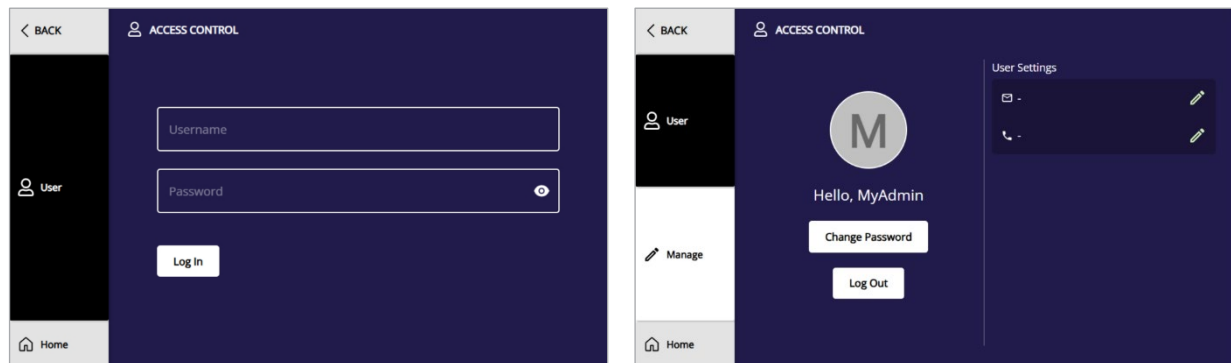 BACK
ACCESS CONTROL
Username
Password
User
Log In
Home
BACK
ACCESS CONTROL
User Settings
-
-
User
M
Hello, MyAdmin
Change Password
Manage
Log Out
Home